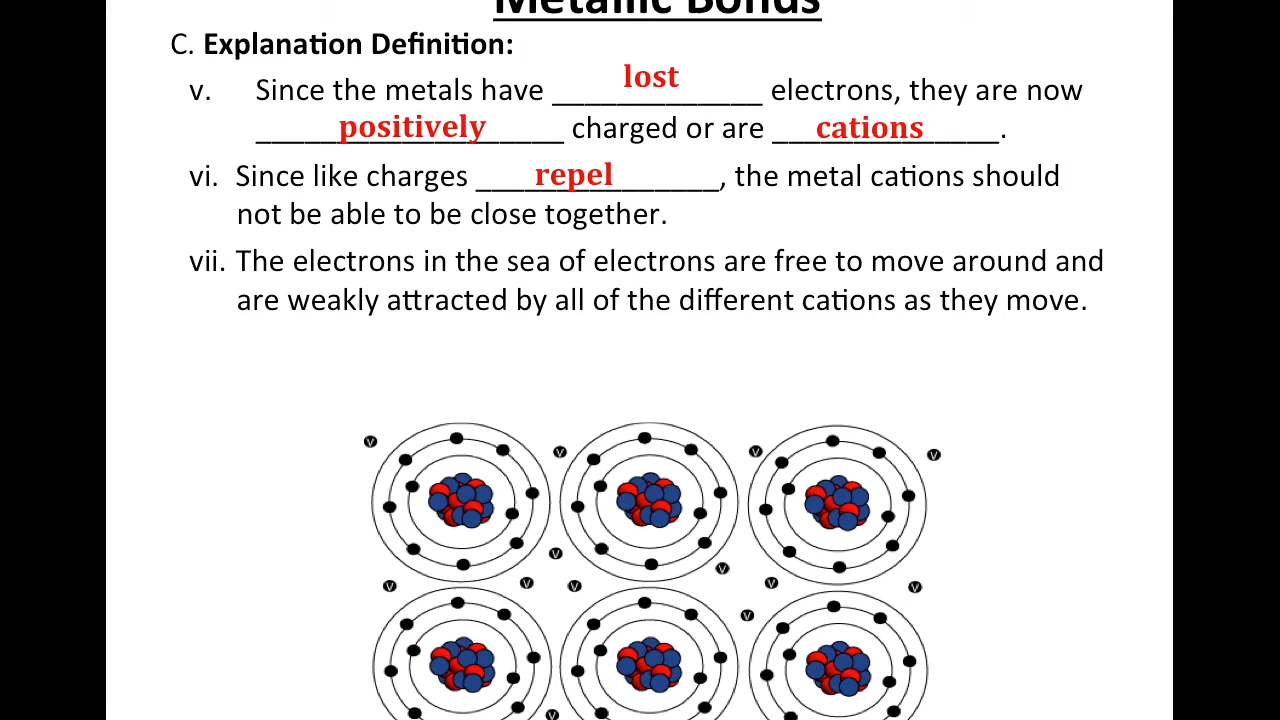 Metallic Bonds
C. Explanation Definition:
v. Since the metals have lost electrons, they are now
positively charged or are cations.
vi. Since like charges repel, the metal cations should
not be able to be close together.
vii. The electrons in the sea of electrons are free to move around and
are weakly attracted by all of the different cations as they move.
v v v v
v v
v v v v v
v
v